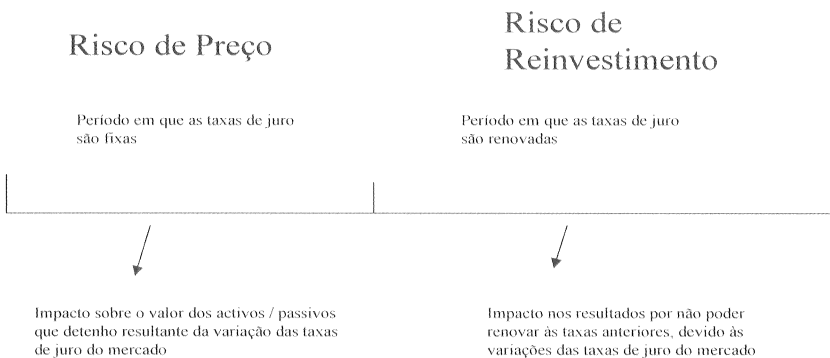 Risco de Preço
Risco de
Reinvestimento
Período em que as taxas de juro
são fixas
Período em que as taxas de juro
são renovadas
Impacto sobre o valor dos activos / passivos
que detenho resultante da variação das taxas
de juro do mercado
Impacto nos resultados por não poder
renovar às taxas anteriores, devido às
variações das taxas de juro do mercado